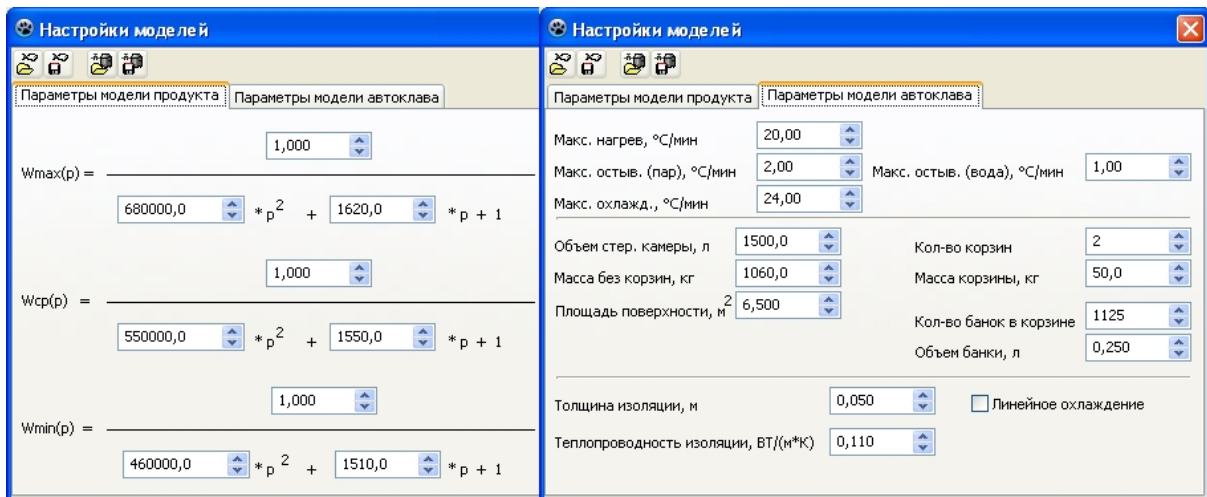 Настройки моделей
Параметры модели продукта Параметры модели автоклава
1,000
Wmax(p) =
680000,0 * p 2 + 1620,0 * p + 1
1,000
Wср(p) =
550000,0 * p 2 + 1550,0 * p + 1
1,000
Wmin(p) =
460000,0 * p 2 + 1510,0 * p + 1
Настройки моделей
Параметры модели продукта Параметры модели автоклава
Макс. нагрев, °C/мин 20,00
Макс. остыв. (пар), °C/мин 2,00 Макс. остыв. (вода), °C/мин 1,00
Макс. охлажд., °C/мин 24,00
Объем стер. камеры, л 1500,0 Кол-во корзин 2
Масса без корзин, кг 1060,0 Масса корзины, кг 50,0
Площадь поверхности, м 2 6,500
Кол-во банок в корзине 1125
Объем банки, л 0,250
Толщина изоляции, м 0,050 Линейное охлаждение
Теплопроводность изоляции, ВТ/(м*К) 0,110